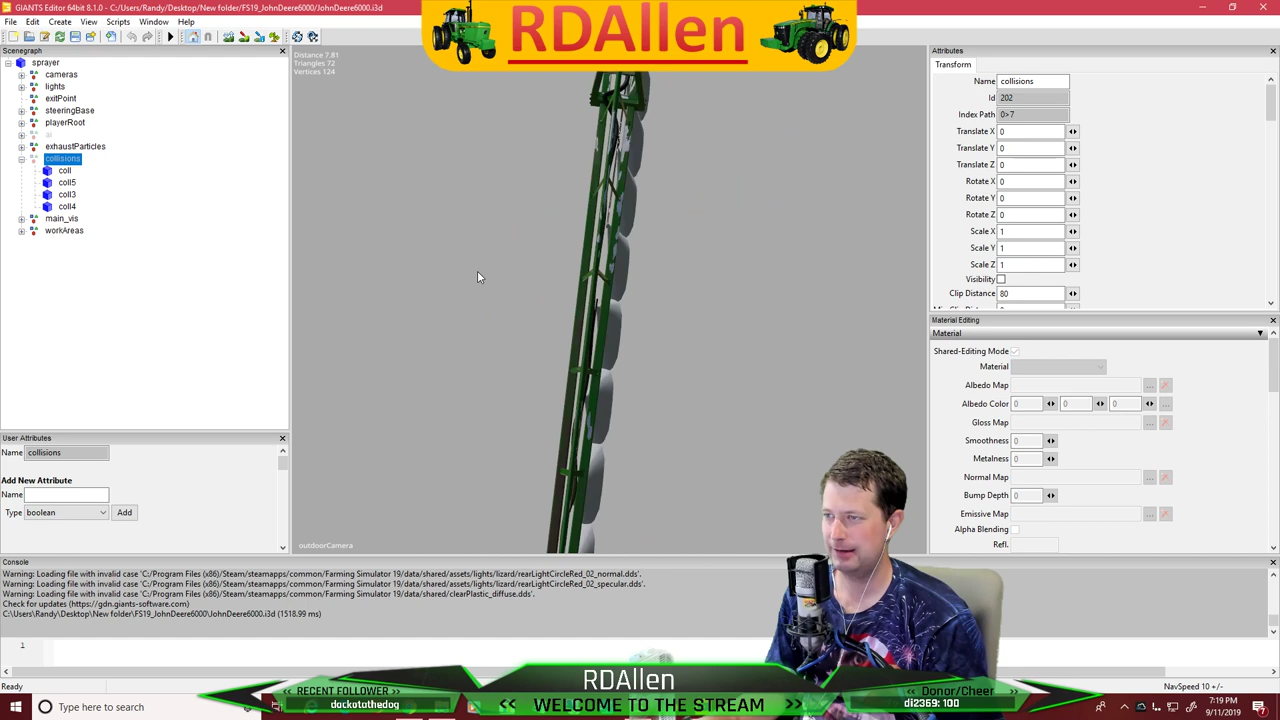 GIANTS Editor 64bit 8.1.0 - C:/Users/Randy/Desktop/New folder/FS19_JohnDeere6000/JohnDeere6000.i3d
File Edit Create View Scripts Window Help
RDAllen
Scenegraph
sprayer
cameras
lights
exitPoint
steeringBase
playerRoot
ai
exhaustParticles
collisions
coll
coll5
coll3
coll4
main_vis
workAreas
User Attributes
Name collisions
Add New Attribute
Name
Type boolean Add
Distance 7.81
Triangles 72
Vertices 124
outdoorCamera
Attributes
Transform
Name collisions
Id 202
Index Path 0>7
Translate X 0
Translate Y 0
Translate Z 0
Rotate X 0
Rotate Y 0
Rotate Z 0
Scale X 1
Scale Y 1
Scale Z 1
Visibility
Clip Distance 80
Material Editing
Material
Shared-Editing Mode
Material
Albedo Map
Albedo Color 0 0 0
Gloss Map
Smoothness 0
Metalness 0
Normal Map
Bump Depth 0
Emissive Map
Alpha Blending
Refl.
Console
Warning: Loading file with invalid case 'C:/Program Files (x86)/Steam/steamapps/common/Farming Simulator 19/data/shared/assets/lights/lizard/rearLightCircleRed_02_normal.dds'.
Warning: Loading file with invalid case 'C:/Program Files (x86)/Steam/steamapps/common/Farming Simulator 19/data/shared/assets/lights/lizard/rearLightCircleRed_02_specular.dds'.
Warning: Loading file with invalid case 'C:/Program Files (x86)/Steam/steamapps/common/Farming Simulator 19/data/shared/clearPlastic_diffuse.dds'.
Check for updates (https://gdn.giants-software.com)
C:\Users\Randy\Desktop\New folder\FS19_JohnDeere6000\JohnDeere6000.i3d (1518.99 ms)
1
Ready
NavSpeed 10 +/-
<< RECENT FOLLOWER >>
dockotothedog
RDAllen
WELCOME TO THE STREAM
<< Donor/Cheer >>
di2369: 100
Type here to search
7:19 PM
9/11/2019